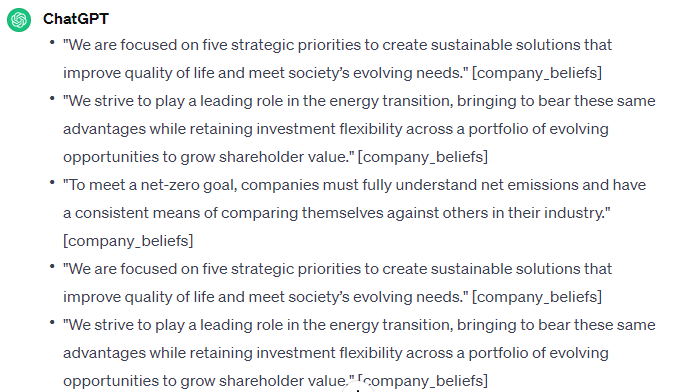 ChatGPT
• "We are focused on five strategic priorities to create sustainable solutions that
improve quality of life and meet society’s evolving needs." [company_beliefs]
• "We strive to play a leading role in the energy transition, bringing to bear these same
advantages while retaining investment flexibility across a portfolio of evolving
opportunities to grow shareholder value." [company_beliefs]
• "To meet a net-zero goal, companies must fully understand net emissions and have
a consistent means of comparing themselves against others in their industry."
[company_beliefs]
• "We are focused on five strategic priorities to create sustainable solutions that
improve quality of life and meet society’s evolving needs." [company_beliefs]
• "We strive to play a leading role in the energy transition, bringing to bear these same
advantages while retaining investment flexibility across a portfolio of evolving
opportunities to grow shareholder value." [company_beliefs]